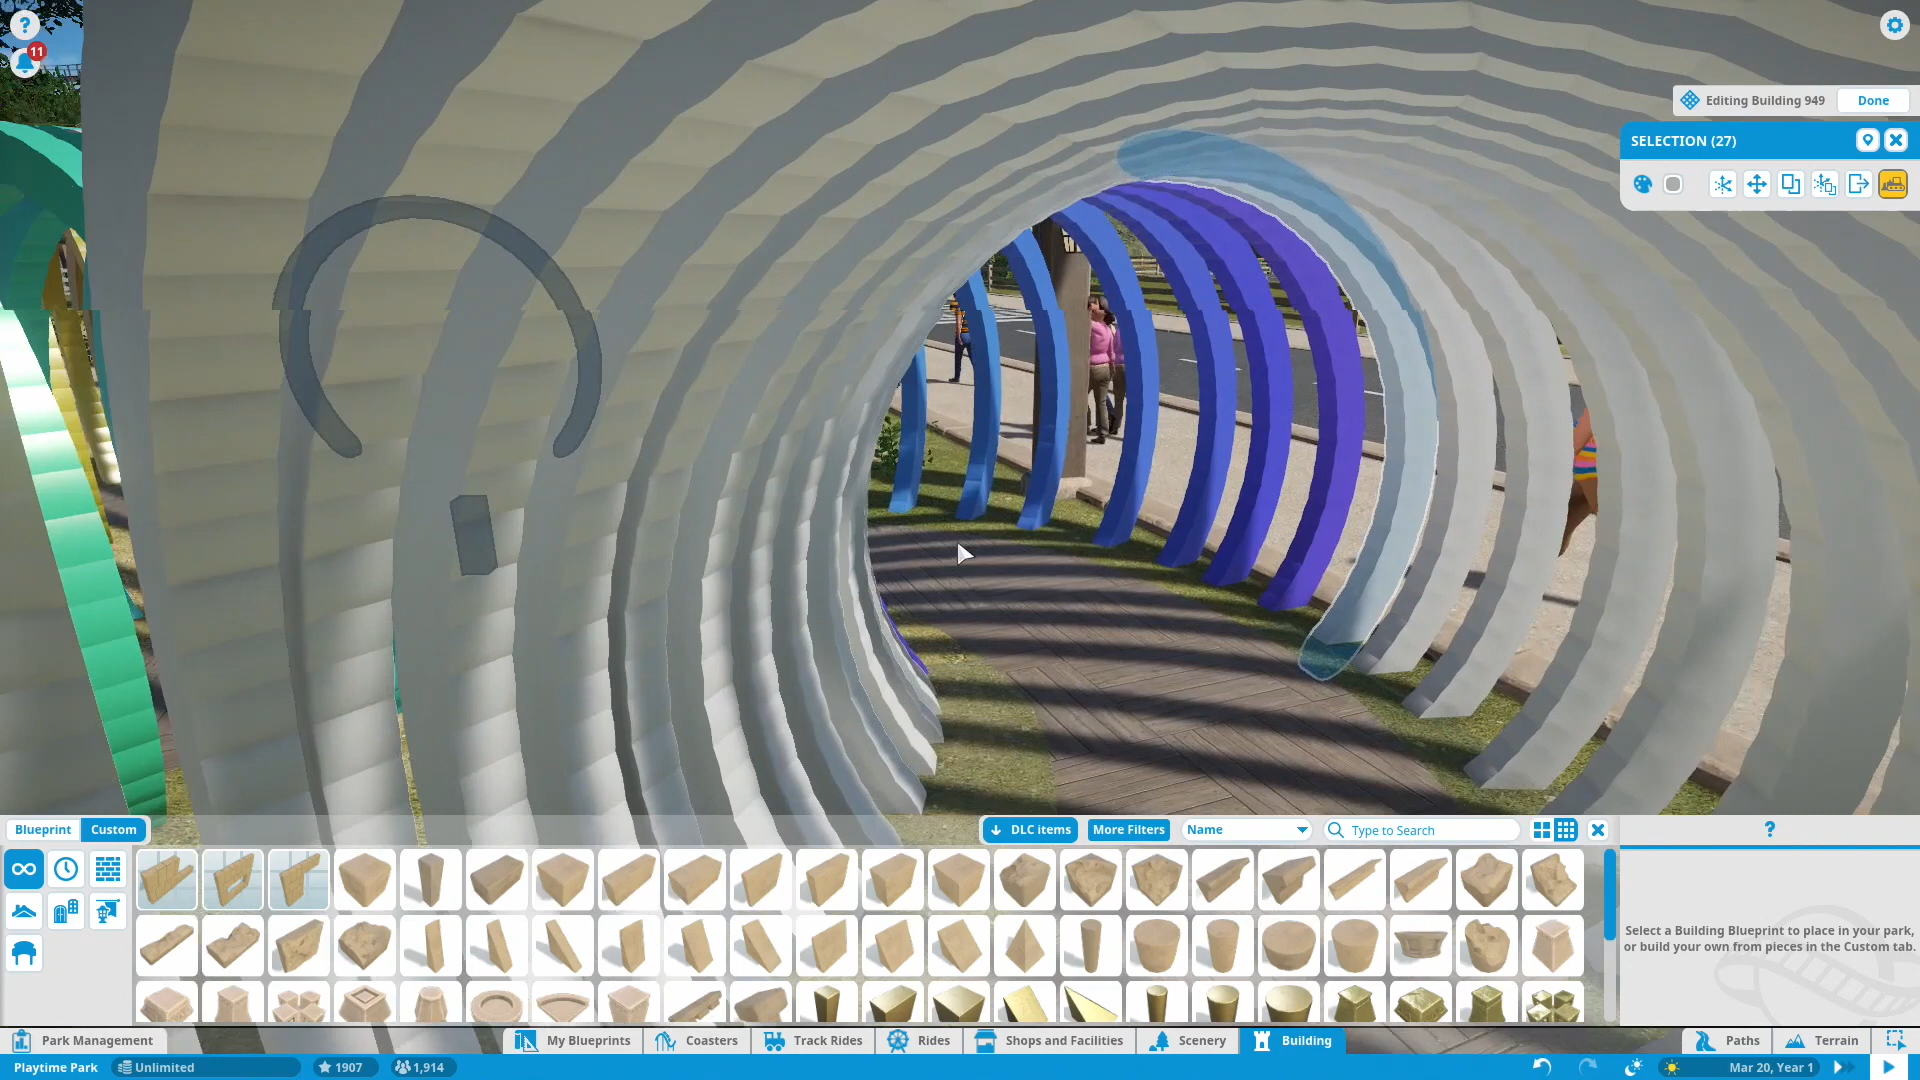 ?
11
Editing Building 949
Done
SELECTION (27)
Blueprint
Custom
DLC items
More Filters
Name
Type to Search
?
Select a Building Blueprint to place in your park,
or build your own from pieces in the Custom tab.
Park Management
My Blueprints
Coasters
Track Rides
Rides
Shops and Facilities
Scenery
Building
Paths
Terrain
Playtime Park
Unlimited
1907
1,914
Mar 20, Year 1